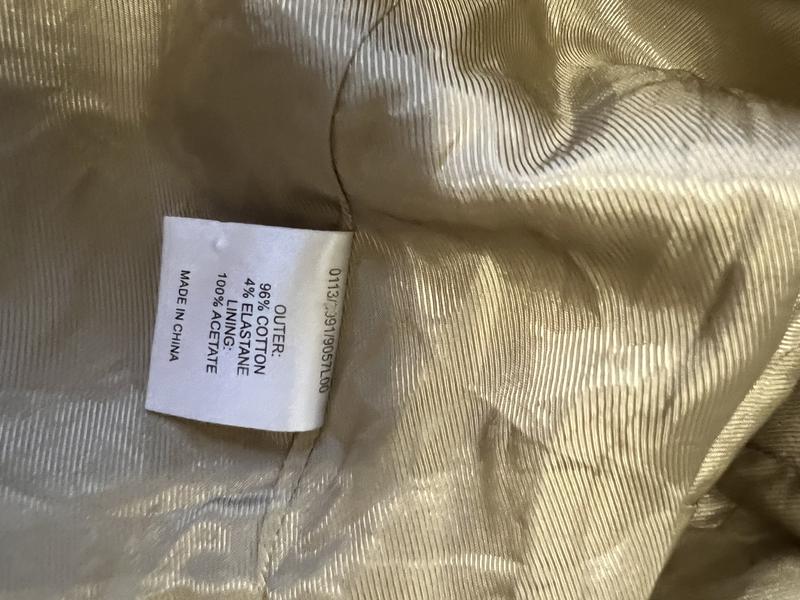 OUTER:
96% COTTON
4% ELASTANE
LINING:
100% ACETATE
MADE IN CHINA